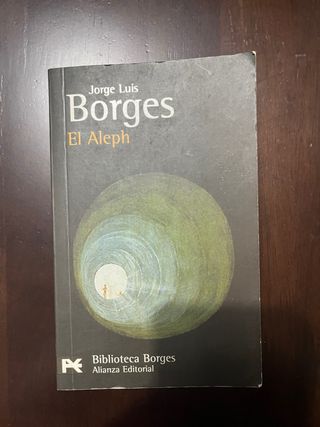 Jorge Luis
Borges
El Aleph
Biblioteca Borges
Alianza Editorial